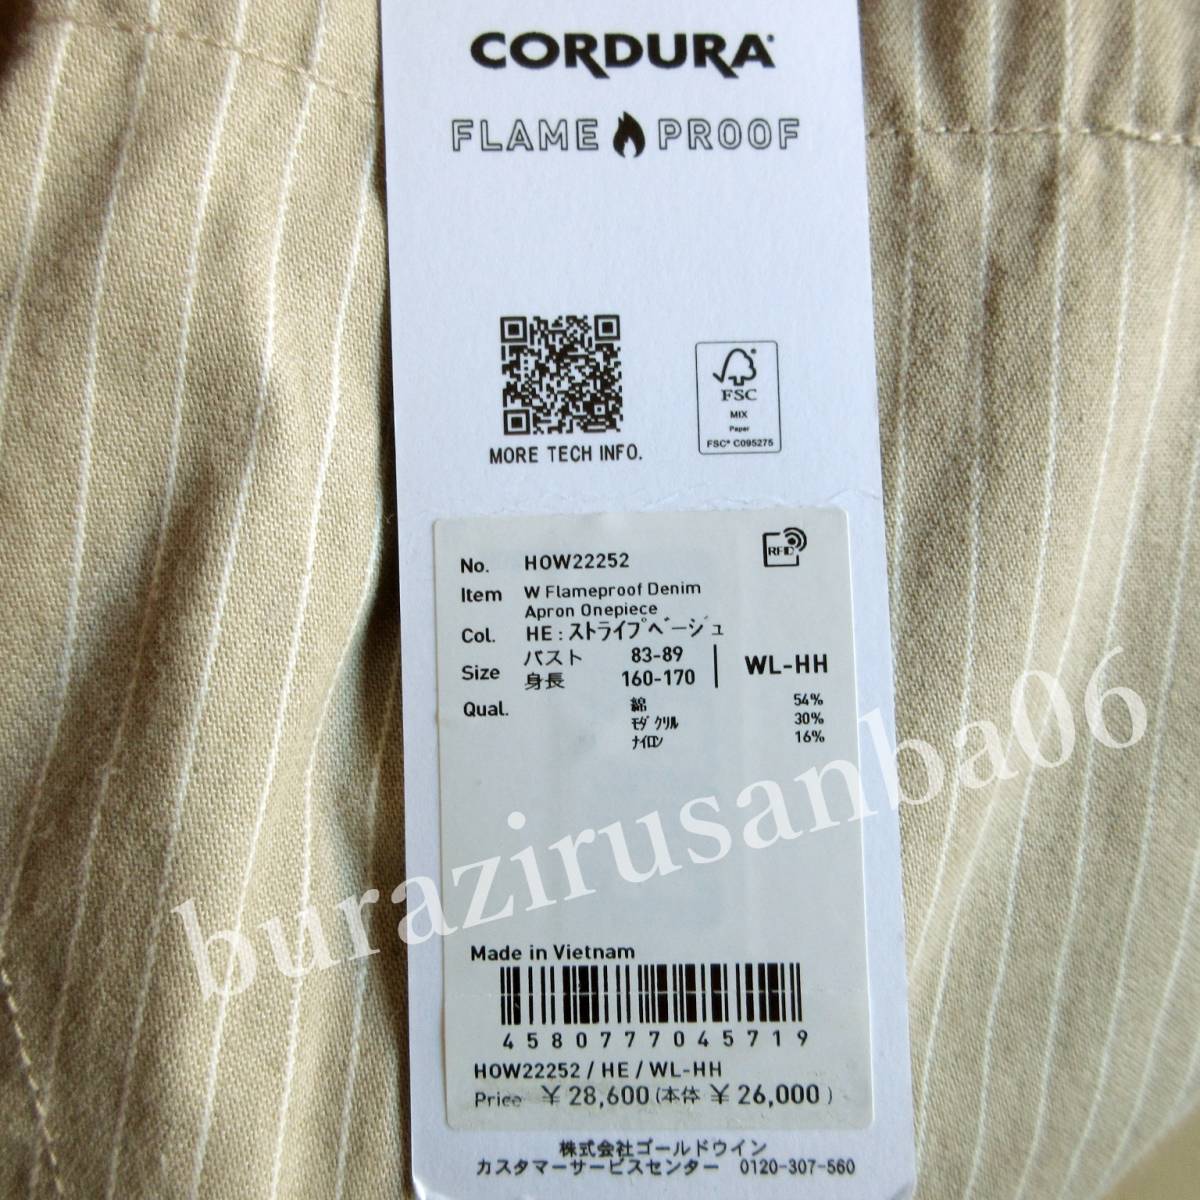 CORDURA®
FLAME PROOF
MORE TECH INFO.
FSC
MIX
Paper
FSC® C095275
RFID
No. HOW22252
Item W Flameproof Denim
Apron Onepiece
Col. HE : ストライプベージュ
Size バスト 83-89 WL-HH
身長 160-170
Qual. 綿 54%
モダクリル 30%
ナイロン 16%
burazirusanba06
Made in Vietnam
4580777045719
HOW22252 / HE / WL-HH
Price ¥ 28,600 (本体 ¥ 26,000 )
株式会社ゴールドウイン
カスタマーサービスセンター 0120-307-560